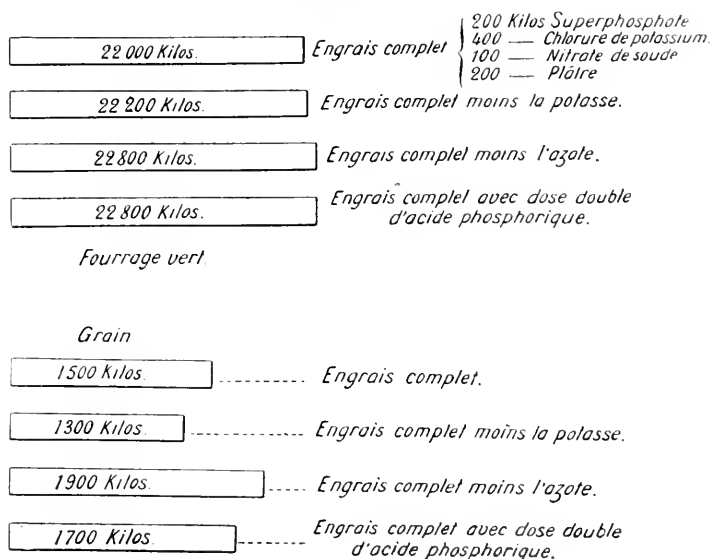 22 000 Kilos. Engrais complet { 200 Kilos Superphosphate
400 — Chlorure de potassium.
100 — Nitrate de soude
200 — Plâtre
22 200 Kilos. Engrais complet moins la potasse.
22 800 Kilos. Engrais complet moins l'azote.
22 800 Kilos. Engrais complet avec dose double
d'acide phosphorique.
Fourrage vert.
Grain
1500 Kilos. Engrais complet.
1300 Kilos. Engrais complet moins la potasse.
1900 Kilos. Engrais complet moins l'azote.
1700 Kilos. Engrais complet avec dose double
d'acide phosphorique.